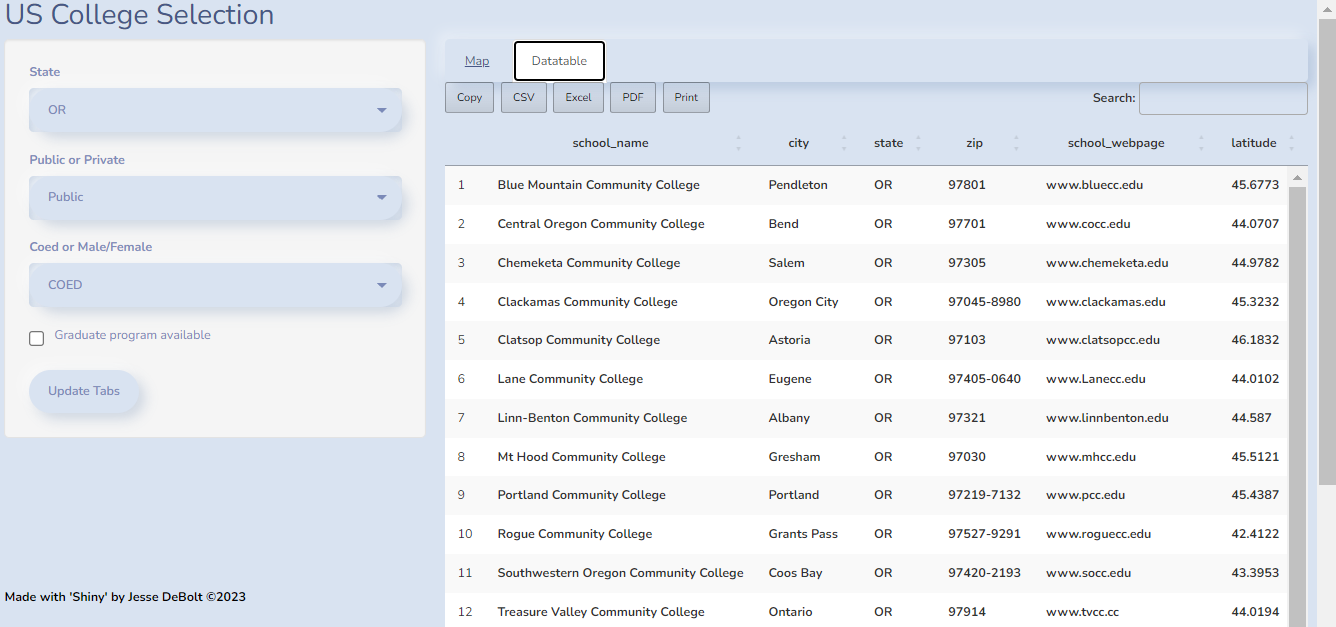 US College Selection
State
OR
Public or Private
Public
Coed or Male/Female
COED
Graduate program available
Update Tabs
Made with 'Shiny' by Jesse DeBolt ©2023
Map Datatable
Copy CSV Excel PDF Print Search:
school_name city state zip school_webpage latitude
1 Blue Mountain Community College Pendleton OR 97801 www.bluecc.edu 45.6773
2 Central Oregon Community College Bend OR 97701 www.cocc.edu 44.0707
3 Chemeketa Community College Salem OR 97305 www.chemeketa.edu 44.9782
4 Clackamas Community College Oregon City OR 97045-8980 www.clackamas.edu 45.3232
5 Clatsop Community College Astoria OR 97103 www.clatsopcc.edu 46.1832
6 Lane Community College Eugene OR 97405-0640 www.Lanecc.edu 44.0102
7 Linn-Benton Community College Albany OR 97321 www.linnbenton.edu 44.587
8 Mt Hood Community College Gresham OR 97030 www.mhcc.edu 45.5121
9 Portland Community College Portland OR 97219-7132 www.pcc.edu 45.4387
10 Rogue Community College Grants Pass OR 97527-9291 www.roguecc.edu 42.4122
11 Southwestern Oregon Community College Coos Bay OR 97420-2193 www.socc.edu 43.3953
12 Treasure Valley Community College Ontario OR 97914 www.tvcc.cc 44.0194